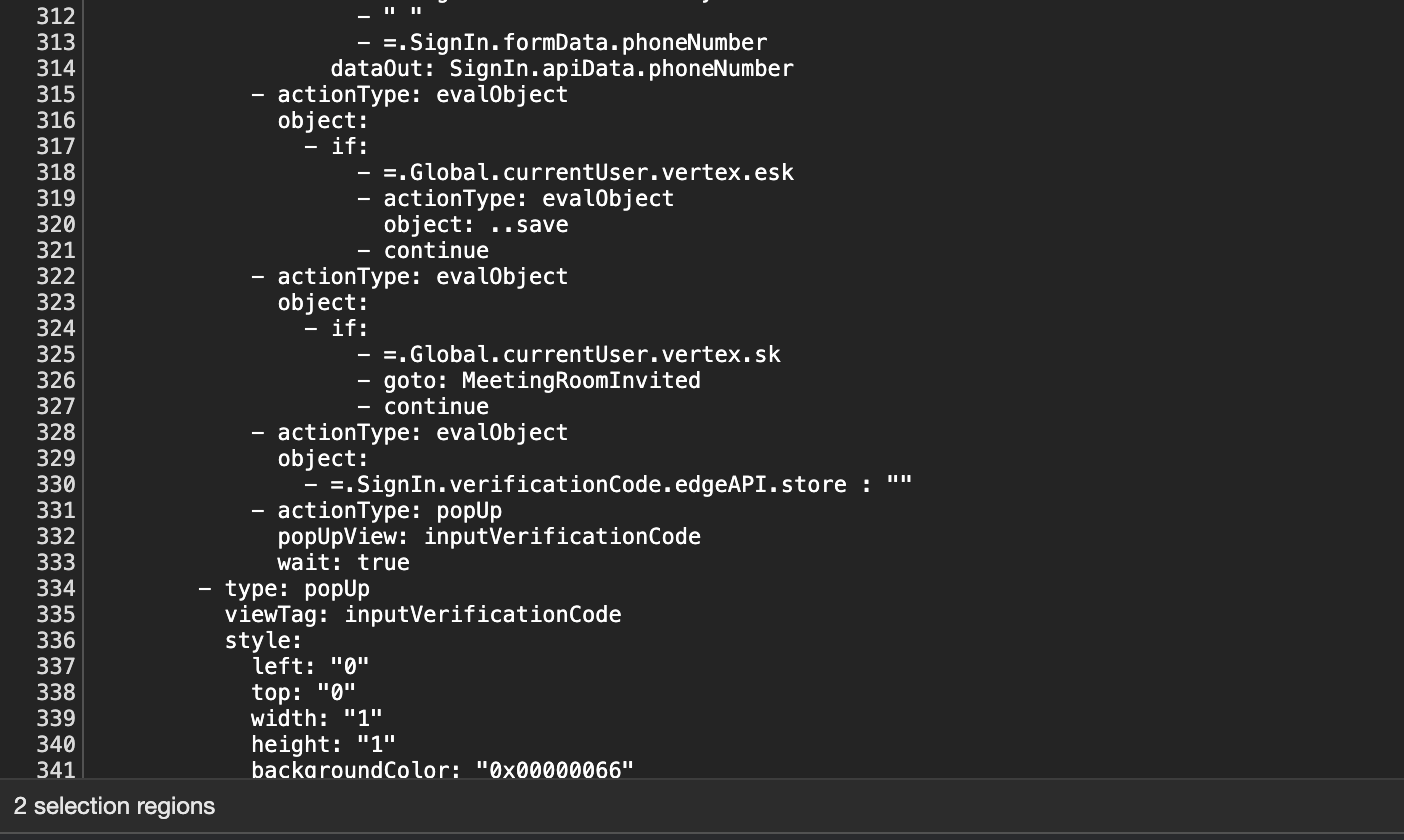 312 - " "
313 - =.SignIn.formData.phoneNumber
314 dataOut: SignIn.apiData.phoneNumber
315 - actionType: evalObject
316 object:
317 - if:
318 - =.Global.currentUser.vertex.esk
319 - actionType: evalObject
320 object: ..save
321 - continue
322 - actionType: evalObject
323 object:
324 - if:
325 - =.Global.currentUser.vertex.sk
326 - goto: MeetingRoomInvited
327 - continue
328 - actionType: evalObject
329 object:
330 - =.SignIn.verificationCode.edgeAPI.store : ""
331 - actionType: popUp
332 popUpView: inputVerificationCode
333 wait: true
334 - type: popUp
335 viewTag: inputVerificationCode
336 style:
337 left: "0"
338 top: "0"
339 width: "1"
340 height: "1"
341 backgroundColor: "0x00000066"
2 selection regions